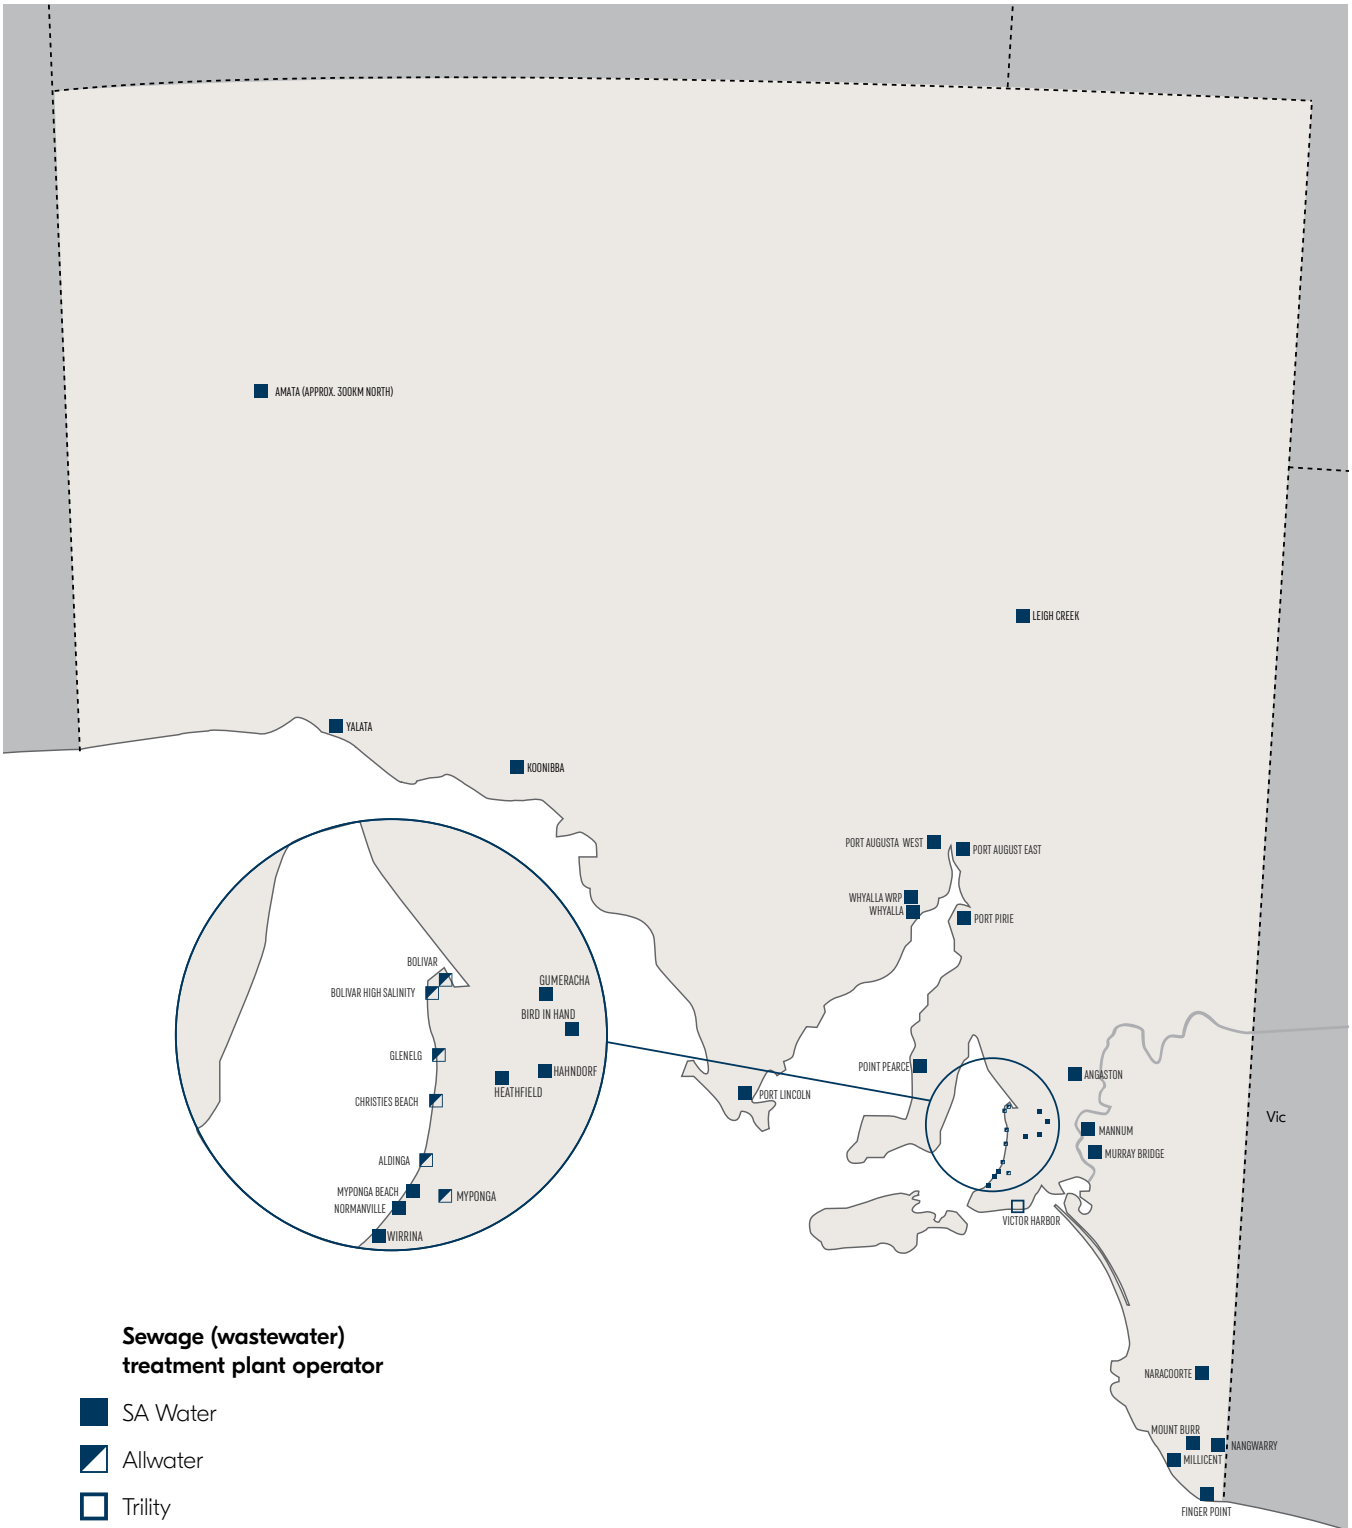 AMATA (APPROX. 300KM NORTH)
LEIGH CREEK
YALATA
KOONIBBA
PORT AUGUSTA WEST
PORT AUGUST EAST
WHYALLA WRP
WHYALLA
PORT PIRIE
BOLIVAR
BOLIVAR HIGH SALINITY
GUMERACHA
BIRD IN HAND
GLENELG
HAHNDORF
HEATHFIELD
CHRISTIES BEACH
ALDINGA
MYPONGA BEACH
MYPONGA
NORMANVILLE
WIRRINA
POINT PEARCE
PORT LINCOLN
ANGASTON
MANNUM
MURRAY BRIDGE
VICTOR HARBOR
Vic
NARACOORTE
MOUNT BURR
NANGWARRY
MILLICENT
FINGER POINT
Sewage (wastewater)
treatment plant operator
SA Water
Allwater
Trility